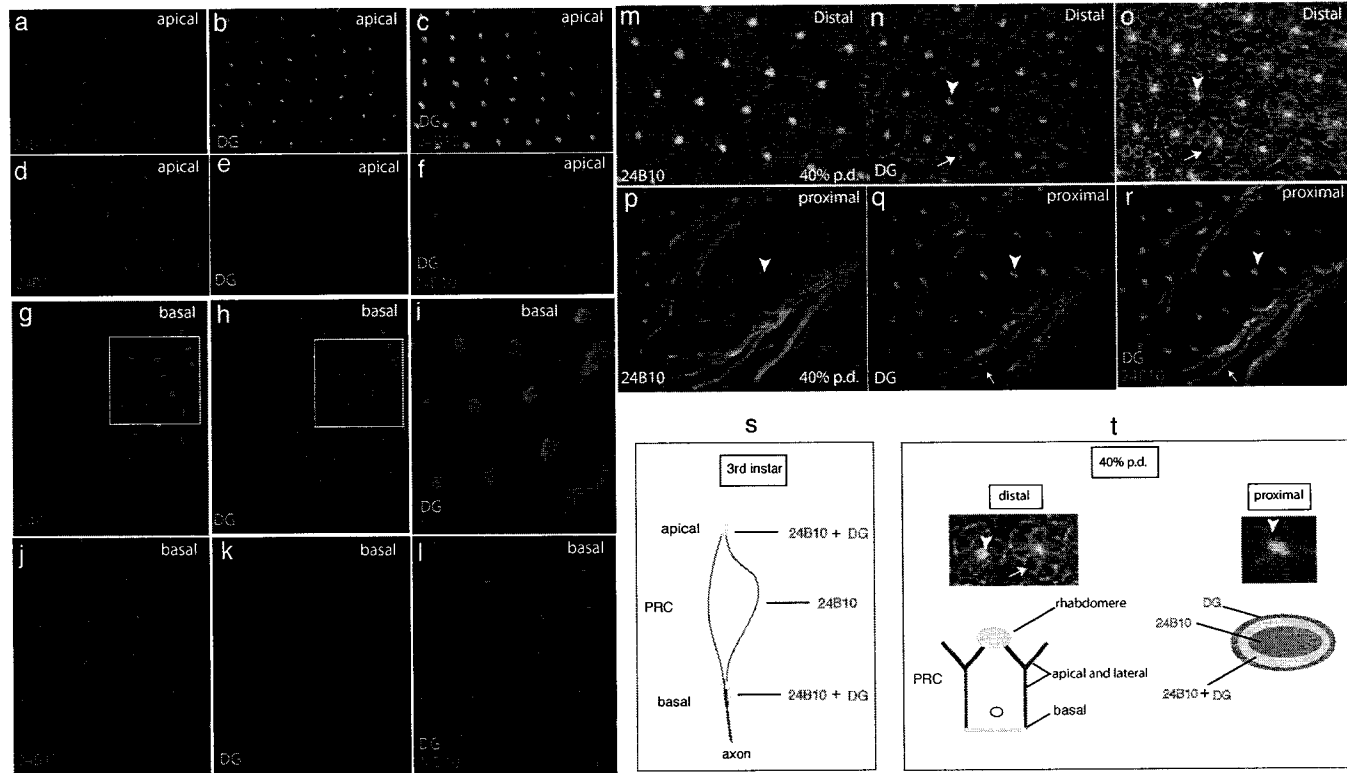 a apical
b apical
DG
c apical
DG
d apical
e apical
DG
f apical
DG
g basal
h basal
DG
i basal
DG
j basal
k basal
DG
l basal
DG
m Distal
24B10 40% p.d.
n Distal
DG
o Distal
p proximal
24B10 40% p.d.
q proximal
DG
r proximal
DG
24B10
s
3rd instar
apical
24B10 + DG
PRC
24B10
basal
24B10 + DG
axon
t
40% p.d.
distal
proximal
rhabdomere
PRC
apical and lateral
basal
DG
24B10
24B10 + DG